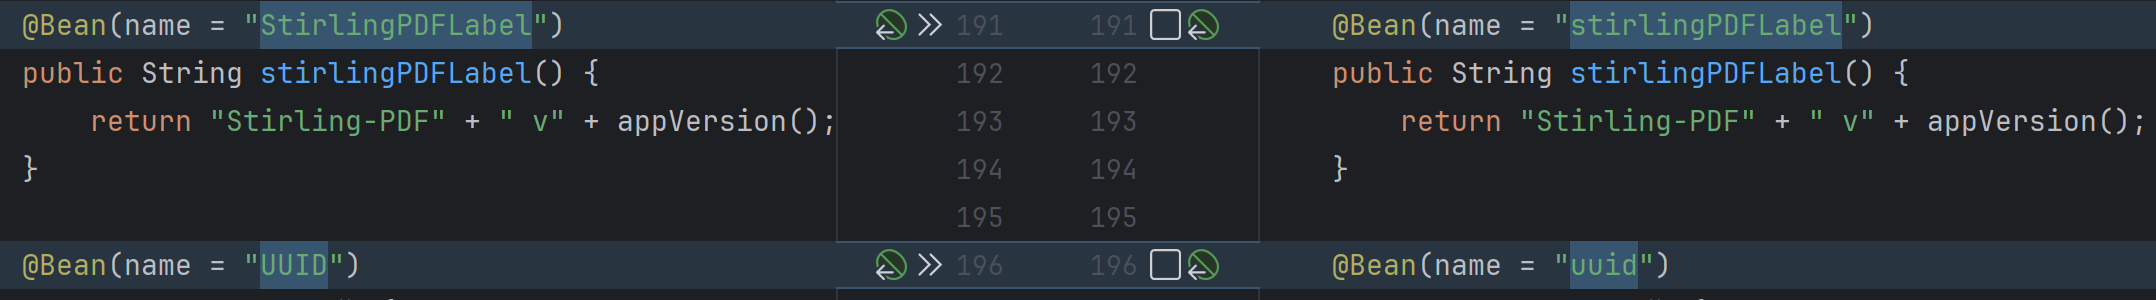 @Bean(name = "StirlingPDFLabel") 191 191 @Bean(name = "stirlingPDFLabel")
public String stirlingPDFLabel() { 192 192 public String stirlingPDFLabel() {
return "Stirling-PDF" + " v" + appVersion(); 193 193 return "Stirling-PDF" + " v" + appVersion();
} 194 194 }
195 195
@Bean(name = "UUID") 196 196 @Bean(name = "uuid")